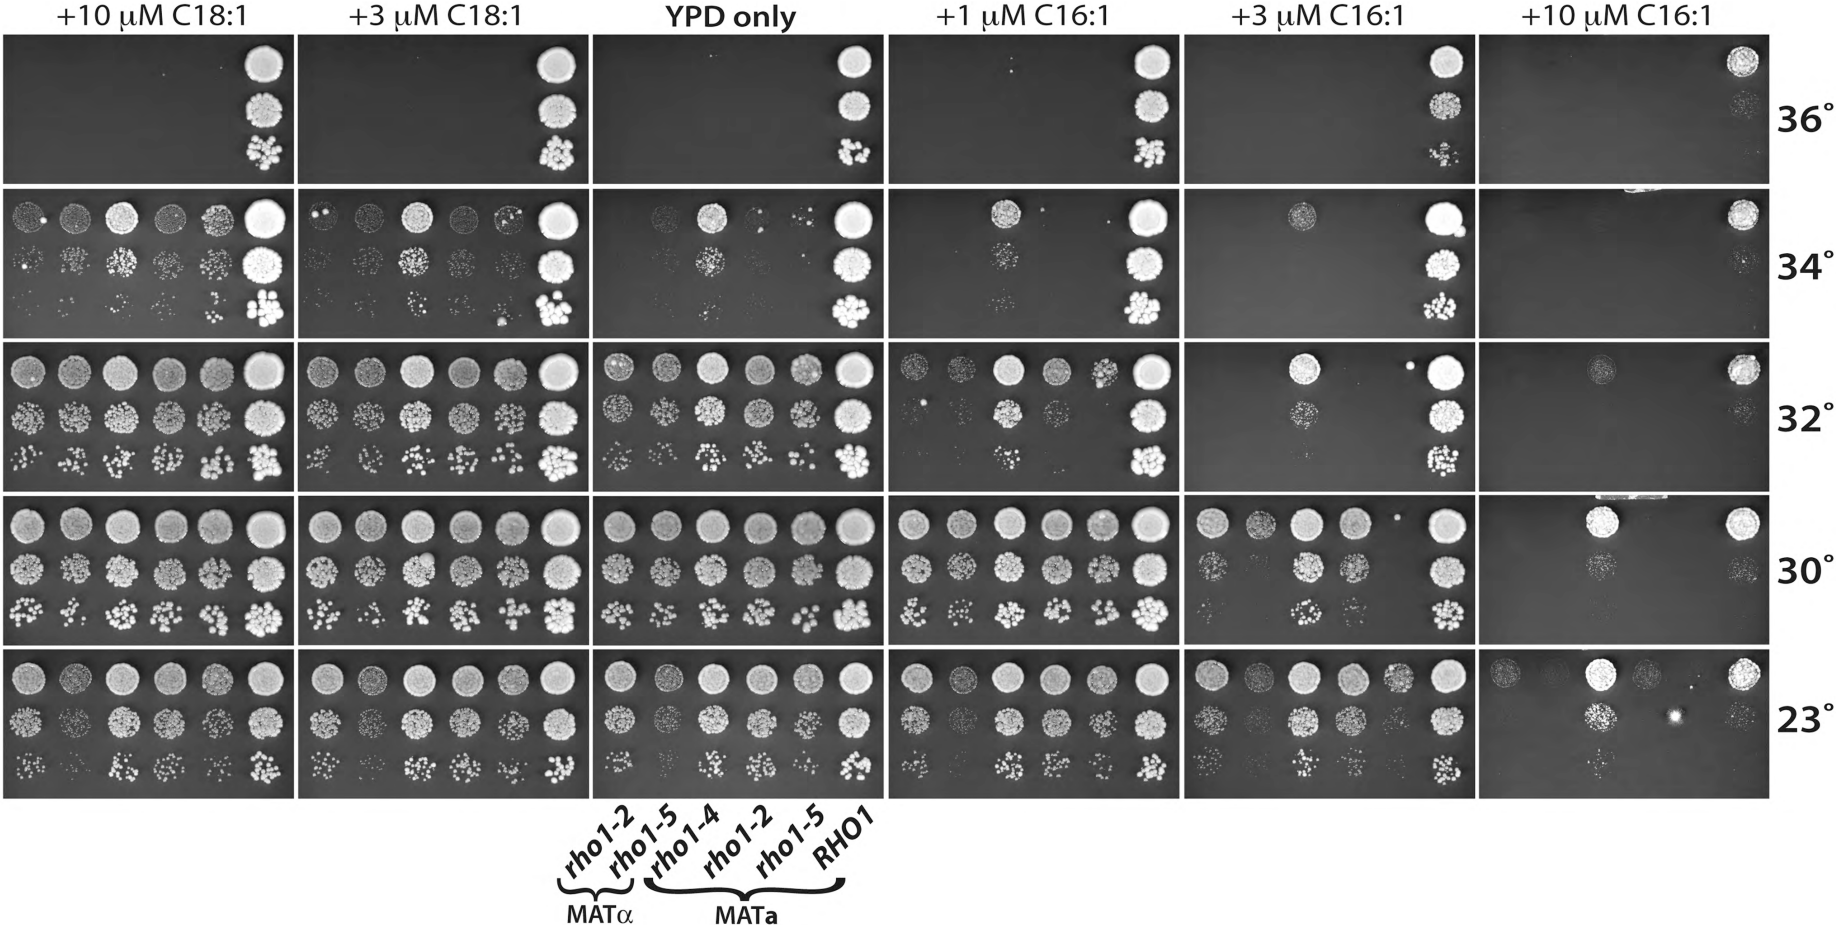 +10 μM C18:1 +3 μM C18:1 YPD only +1 μM C16:1 +3 μM C16:1 +10 μM C16:1
36°
34°
32°
30°
23°
rho1-2 rho1-5 rho1-4 rho1-2 rho1-5 RHO1
MATα MATa